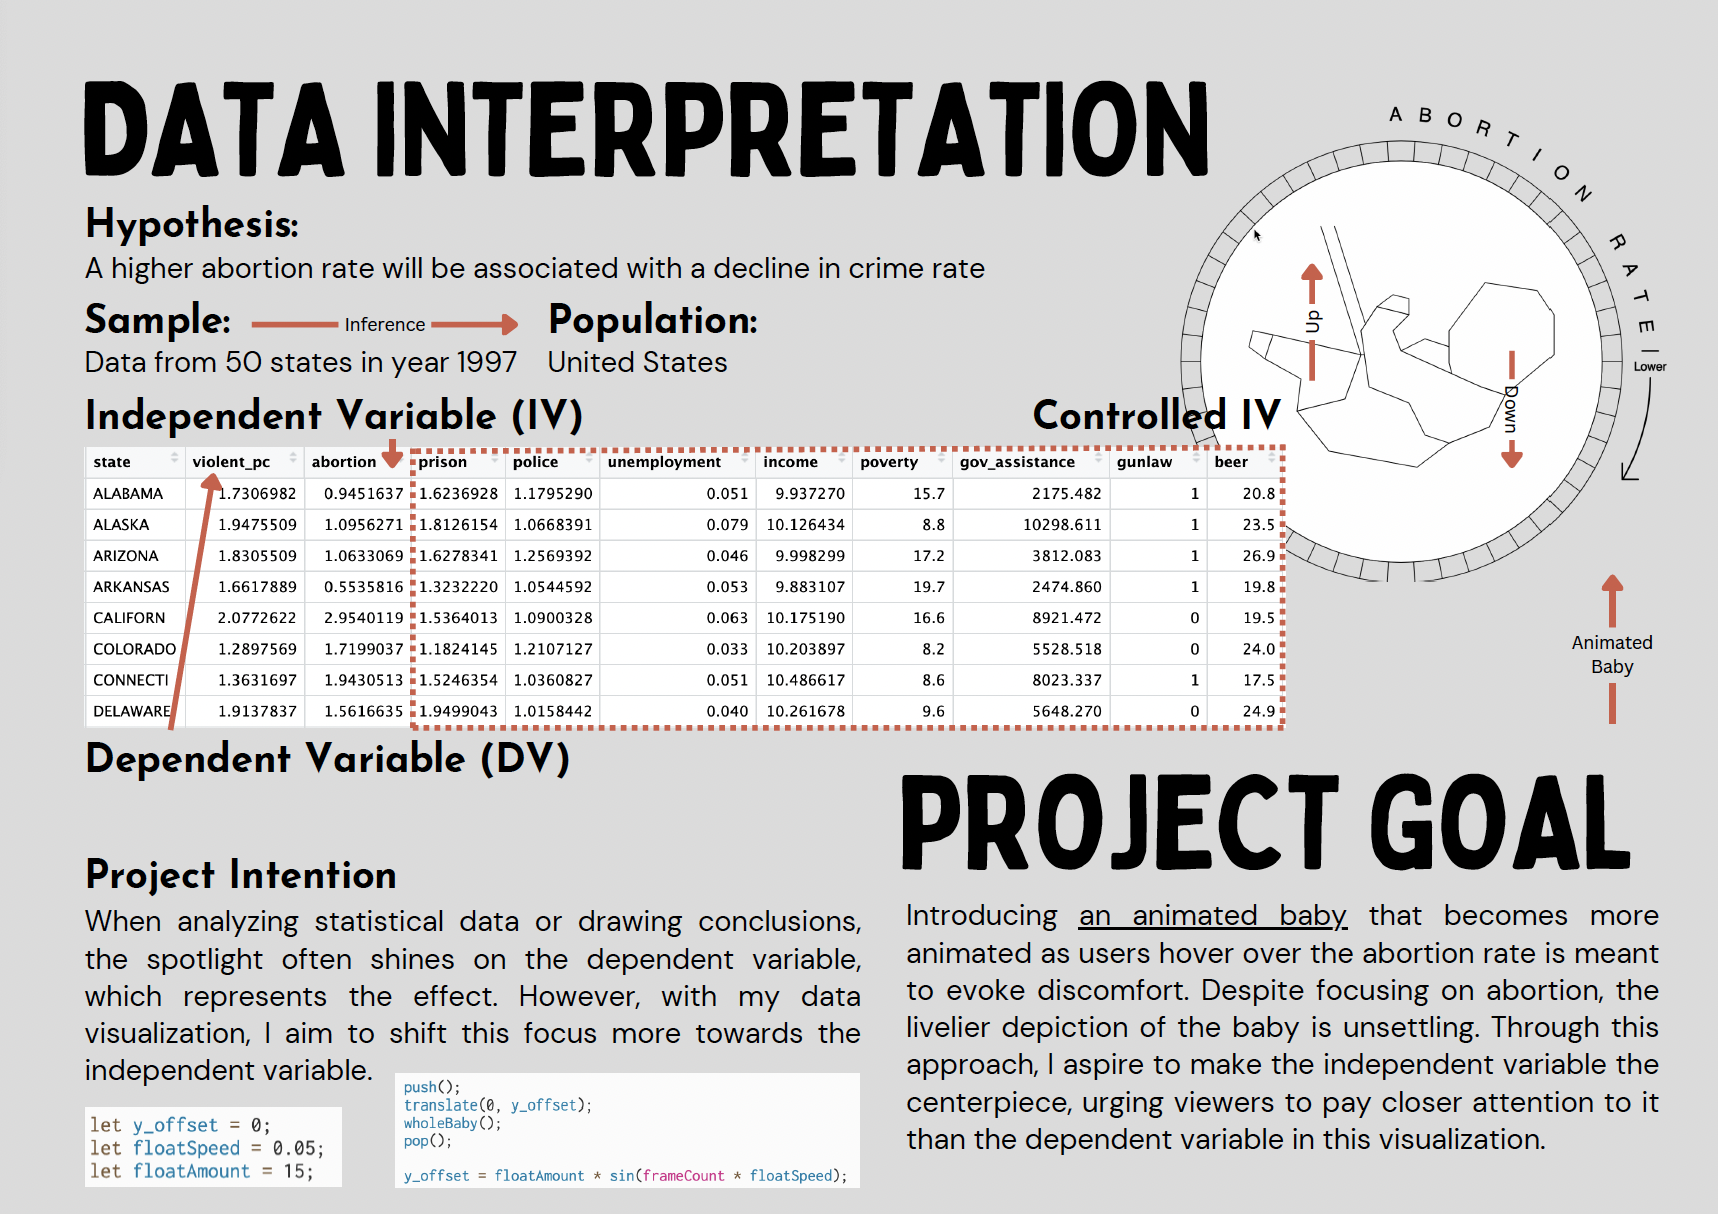 DATA INTERPRETATION
ABORTION RATE
Hypothesis:
A higher abortion rate will be associated with a decline in crime rate
Sample: Inference Population:
Data from 50 states in year 1997 United States
Up
Down
Lower
Independent Variable (IV) Controlled IV
state violent_pc abortion prison police unemployment income poverty gov_assistance gunlaw beer
ALABAMA 1.7306982 0.9451637 1.6236928 1.1795290 0.051 9.937270 15.7 2175.482 1 20.8
ALASKA 1.9475509 1.0956271 1.8126154 1.0668391 0.079 10.126434 8.8 10298.611 1 23.5
ARIZONA 1.8305509 1.0633069 1.6278341 1.2569392 0.046 9.998299 17.2 3812.083 1 26.9
ARKANSAS 1.6617889 0.5535816 1.3232220 1.0544592 0.053 9.883107 19.7 2474.860 1 19.8
CALIFORN 2.0772622 2.9540119 1.5364013 1.0900328 0.063 10.175190 16.6 8921.472 0 19.5
COLORADO 1.2897569 1.7199037 1.1824145 1.2107127 0.033 10.203897 8.2 5528.518 0 24.0
CONNECTI 1.3631697 1.9430513 1.5246354 1.0360827 0.051 10.486617 8.6 8023.337 1 17.5
DELAWARE 1.9137837 1.5616635 1.9499043 1.0158442 0.040 10.261678 9.6 5648.270 0 24.9
Animated
Baby
Dependent Variable (DV)
Project Intention
When analyzing statistical data or drawing conclusions,
the spotlight often shines on the dependent variable,
which represents the effect. However, with my data
visualization, I aim to shift this focus more towards the
independent variable.
let y_offset = 0;
let floatSpeed = 0.05;
let floatAmount = 15;
push();
translate(0, y_offset);
wholeBaby();
pop();
y_offset = floatAmount * sin(frameCount * floatSpeed);
PROJECT GOAL
Introducing an animated baby that becomes more
animated as users hover over the abortion rate is meant
to evoke discomfort. Despite focusing on abortion, the
livelier depiction of the baby is unsettling. Through this
approach, I aspire to make the independent variable the
centerpiece, urging viewers to pay closer attention to it
than the dependent variable in this visualization.